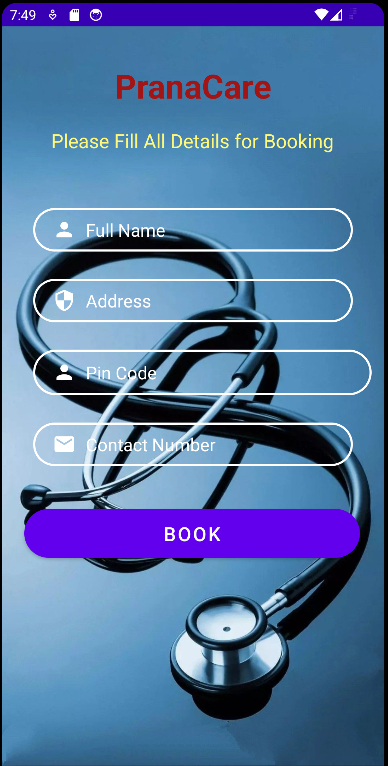 7:49
PranaCare
Please Fill All Details for Booking
Full Name
Address
Pin Code
Contact Number
BOOK